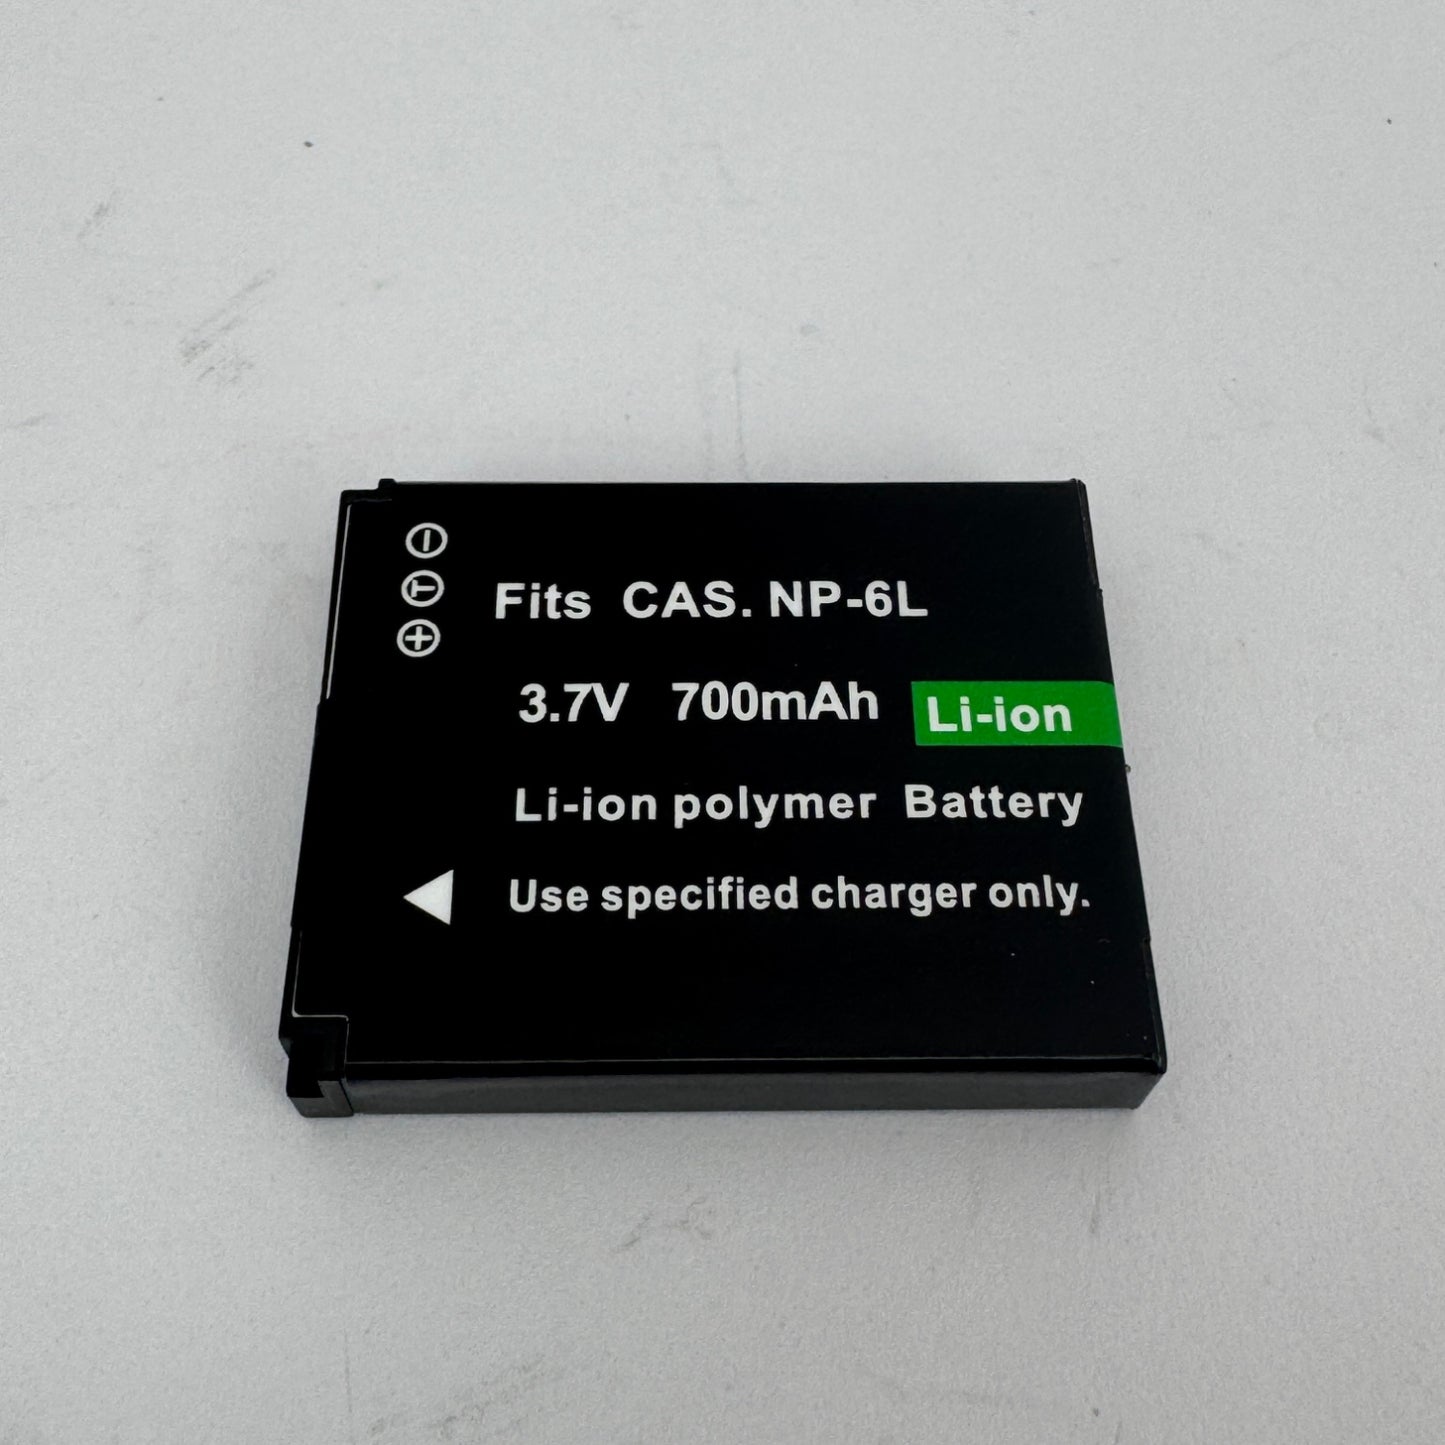 Fits CAS. NP-6L
3.7V 700mAh Li-ion
Li-ion polymer Battery
Use specified charger only.
T